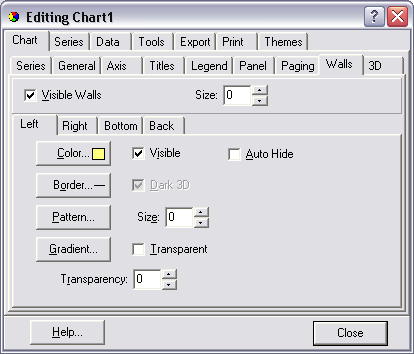 Editing Chart1
Chart Series Data Tools Export Print Themes
Series General Axis Titles Legend Panel Paging Walls 3D
Visible Walls Size: 0
Left Right Bottom Back
Color... Visible Auto Hide
Border... Dark 3D
Pattern... Size: 0
Gradient... Transparent
Transparency: 0
Help... Close